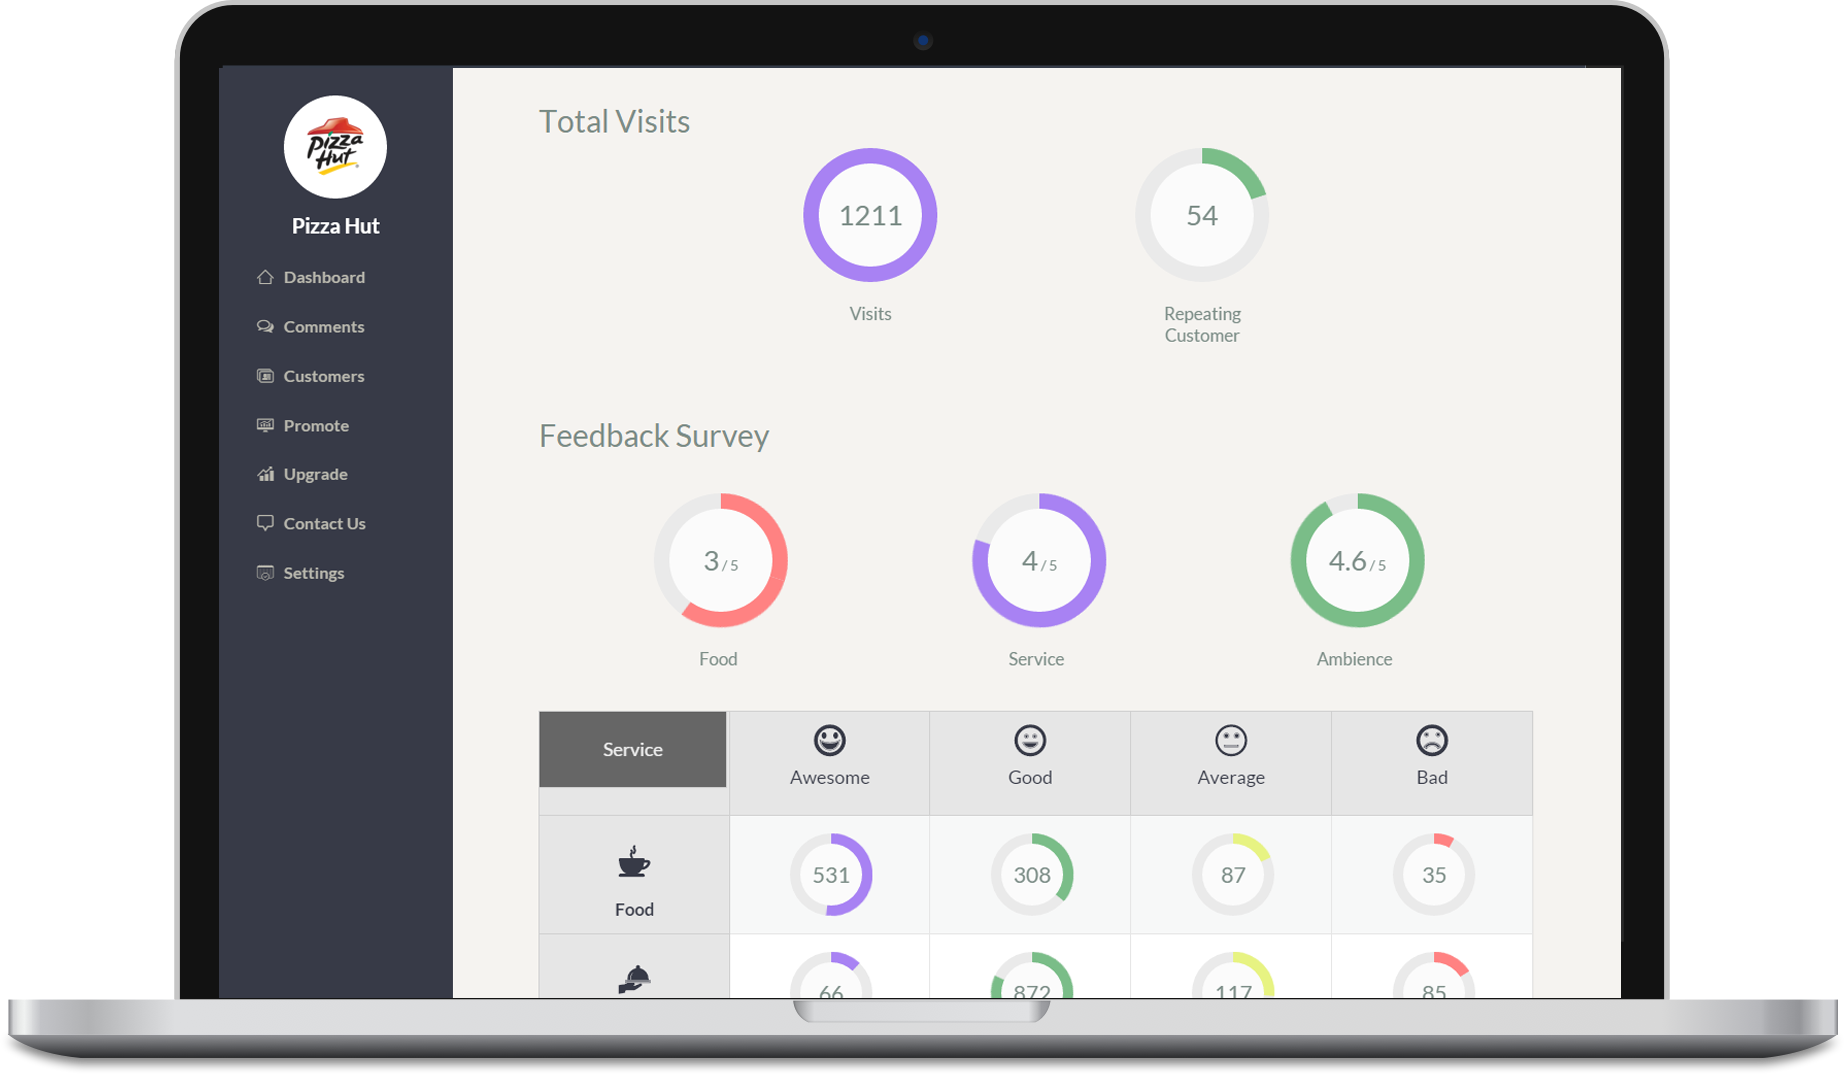 Pizza
Hut
Pizza Hut
Dashboard
Comments
Customers
Promote
Upgrade
Contact Us
Settings
Total Visits
1211
54
Visits
Repeating
Customer
Feedback Survey
3 / 5
4 / 5
4.6 / 5
Food
Service
Ambience
Service
Awesome
Good
Average
Bad
531
308
87
35
Food
66
872
117
85